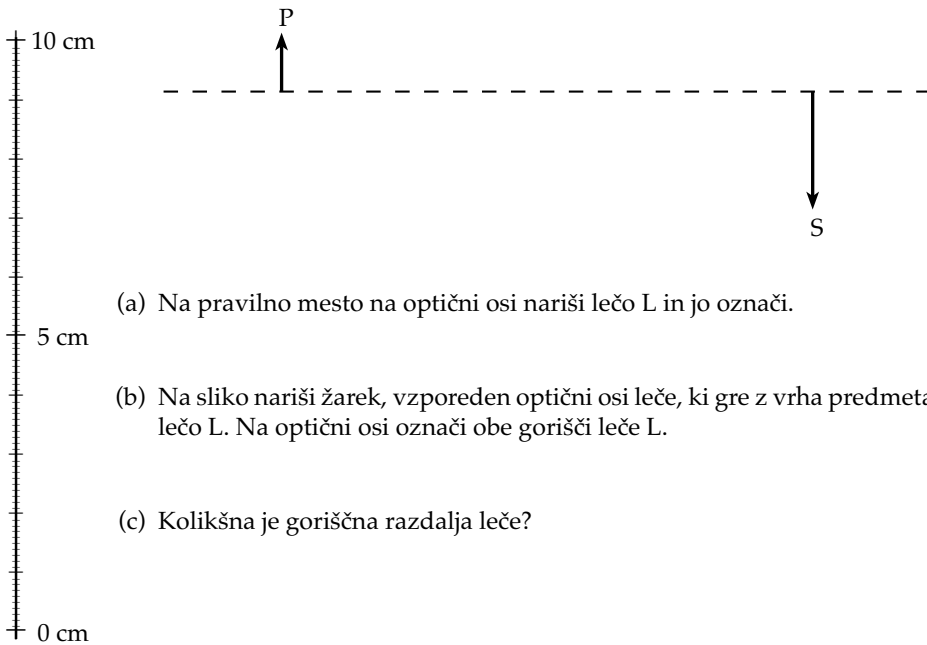 P
10 cm
S
(a) Na pravilno mesto na optični osi nariši lečo L in jo označi.
5 cm
(b) Na sliko nariši žarek, vzporeden optični osi leče, ki gre z vrha predmeta
lečo L. Na optični osi označi obe gorišči leče L.
(c) Kolikšna je goriščna razdalja leče?
0 cm